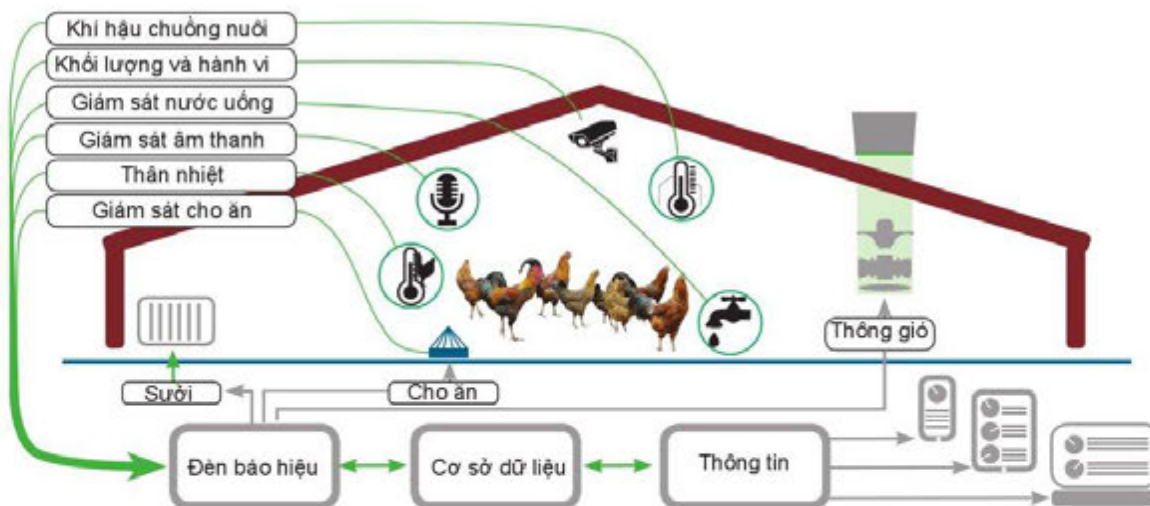 Khí hậu chuồng nuôi
Khối lượng và hành vi
Giám sát nước uống
Giám sát âm thanh
Thân nhiệt
Giám sát cho ăn
Thông gió
Sưởi
Cho ăn
Đèn báo hiệu
Cơ sở dữ liệu
Thông tin